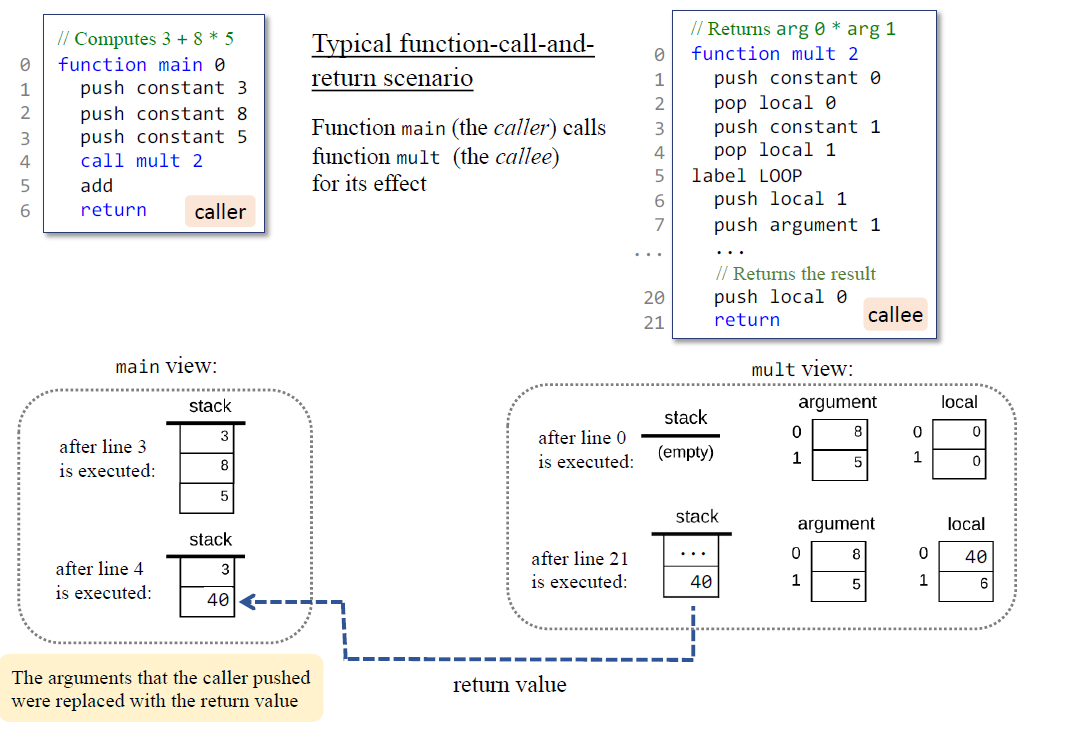 // Computes 3 + 8 * 5
0 function main 0
1 push constant 3
2 push constant 8
3 push constant 5
4 call mult 2
5 add
6 return
caller
Typical function-call-and-
return scenario
Function main (the caller) calls
function mult (the callee)
for its effect
// Returns arg 0 * arg 1
0 function mult 2
1 push constant 0
2 pop local 0
3 push constant 1
4 pop local 1
5 label LOOP
6 push local 1
7 push argument 1
... ...
// Returns the result
20 push local 0
21 return
callee
main view:
stack
after line 3
is executed:
3
8
5
stack
after line 4
is executed:
3
40
The arguments that the caller pushed
were replaced with the return value
mult view:
stack
after line 0
is executed:
(empty)
argument
0 8
1 5
local
0 0
1 0
stack
after line 21
is executed:
...
40
argument
0 8
1 5
local
0 40
1 6
return value